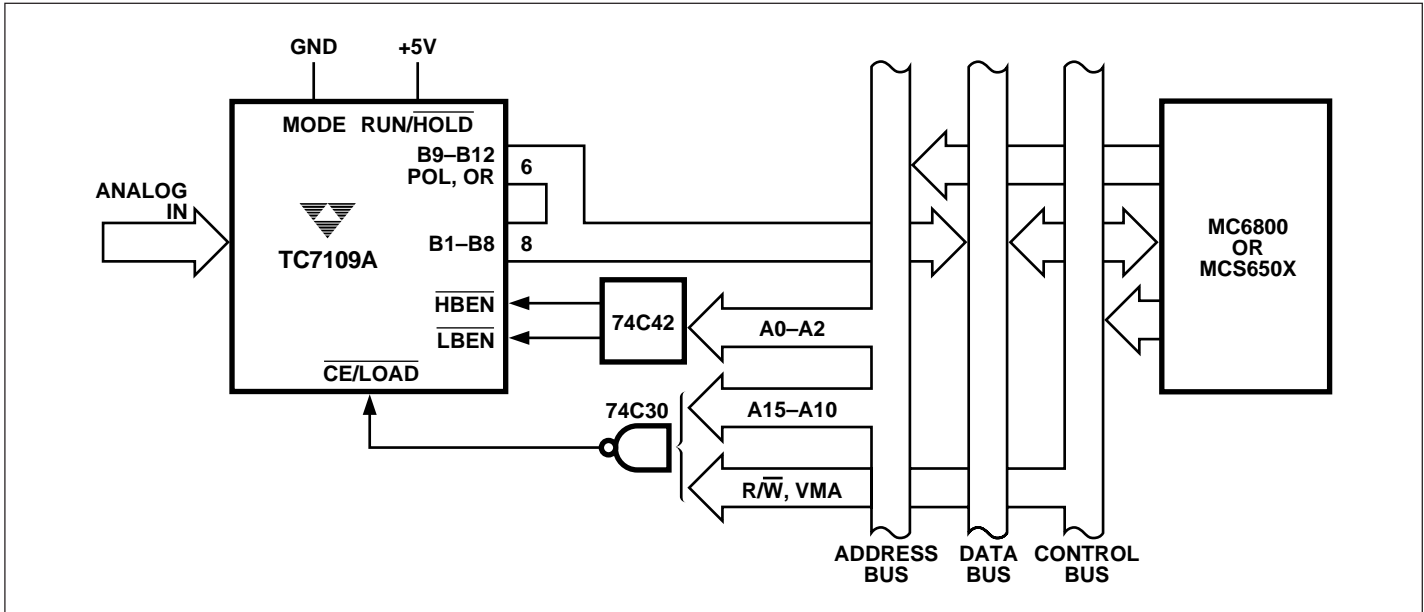 GND +5V
MODE RUN/HOLD
B9–B12
POL, OR
6
ANALOG
IN
TC7109A
B1–B8
8
HBEN
LBEN
CE/LOAD
74C42
A0–A2
74C30
A15–A10
R/W, VMA
MC6800
OR
MCS650X
ADDRESS
BUS
DATA
BUS
CONTROL
BUS